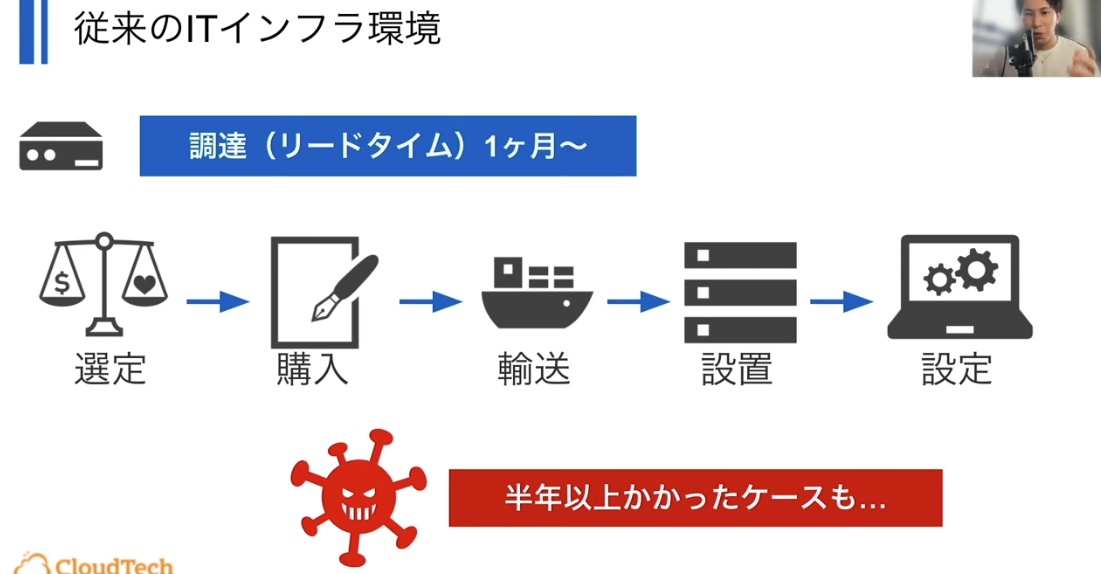 従来のITインフラ環境
調達（リードタイム）1ヶ月〜
$
選定
購入
輸送
設置
設定
半年以上かかったケースも...
CloudTech